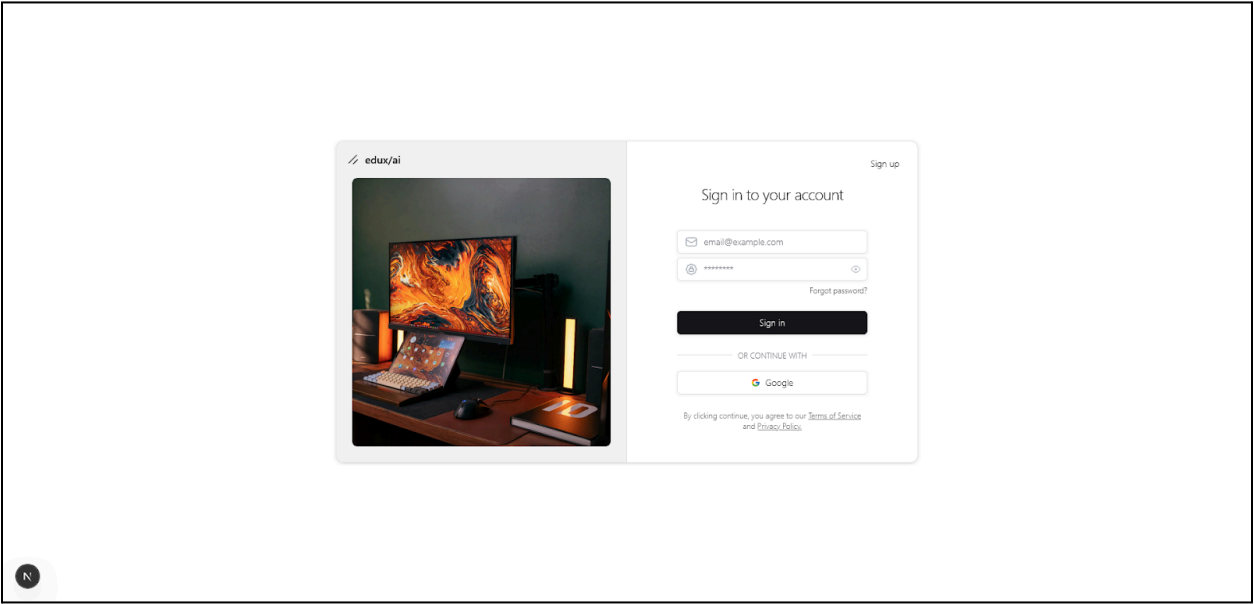 edux/ai
Sign up
Sign in to your account
email@example.com
********
Forgot password?
Sign in
OR CONTINUE WITH
Google
By clicking continue, you agree to our Terms of Service
and Privacy Policy.
10
N